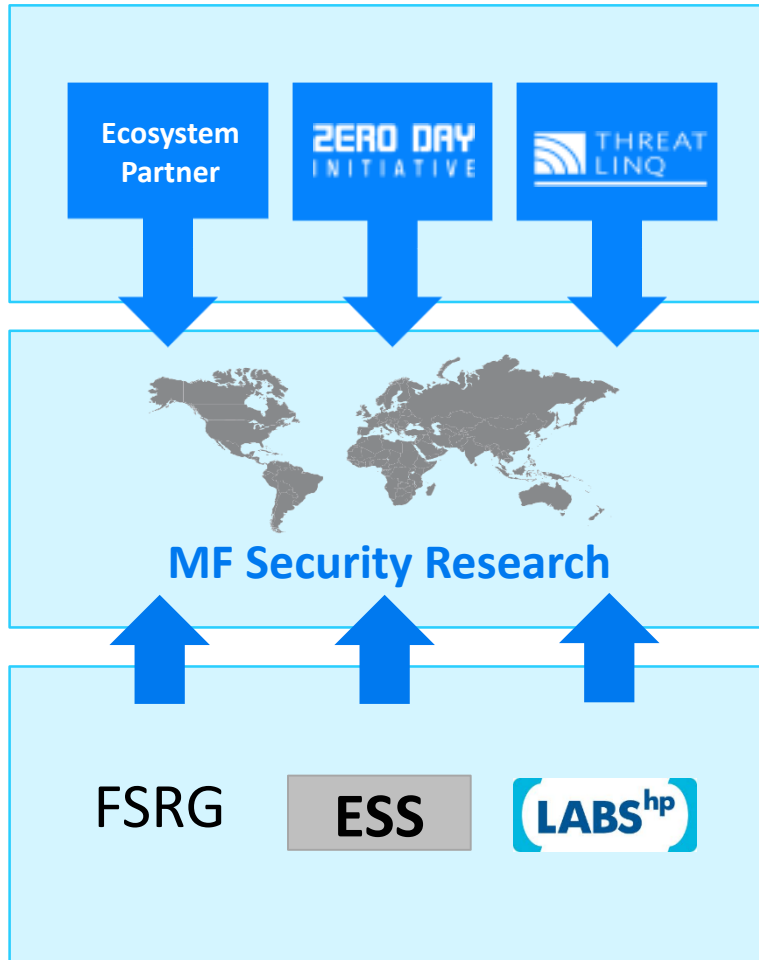 Ecosystem
Partner
ZERO DAY
INITIATIVE
THREAT
LINQ
MF Security Research
FSRG
ESS
LABS hp